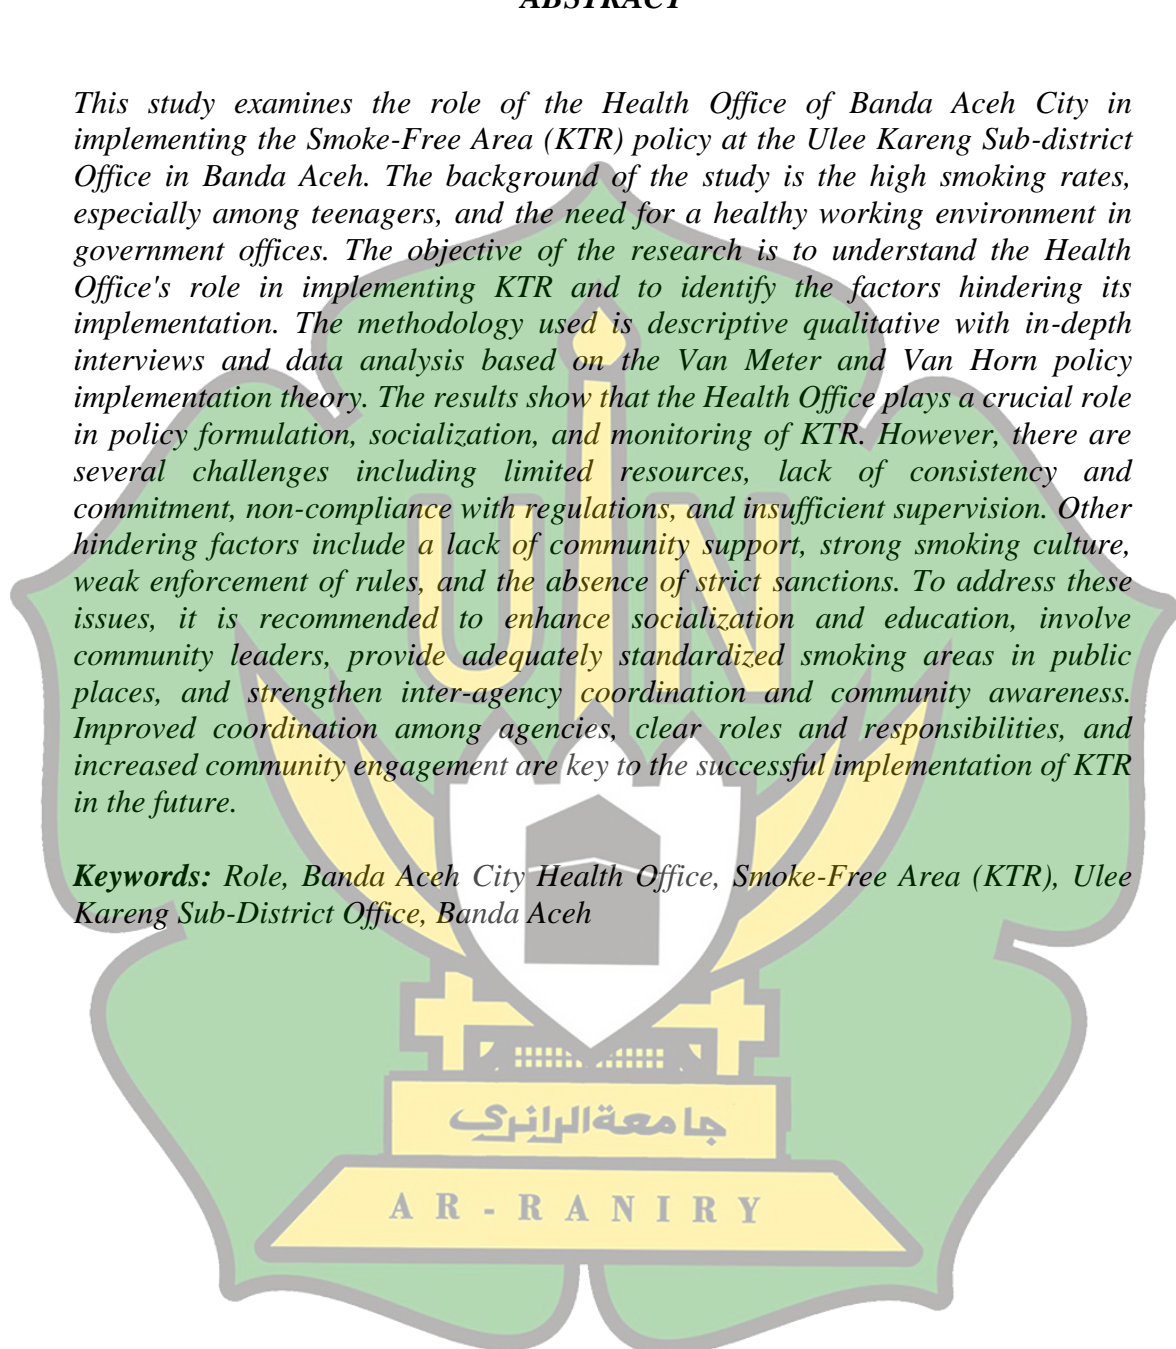 ABSTRACT
This study examines the role of the Health Office of Banda Aceh City in
implementing the Smoke-Free Area (KTR) policy at the Ulee Kareng Sub-district
Office in Banda Aceh. The background of the study is the high smoking rates,
especially among teenagers, and the need for a healthy working environment in
government offices. The objective of the research is to understand the Health
Office's role in implementing KTR and to identify the factors hindering its
implementation. The methodology used is descriptive qualitative with in-depth
interviews and data analysis based on the Van Meter and Van Horn policy
implementation theory. The results show that the Health Office plays a crucial role
in policy formulation, socialization, and monitoring of KTR. However, there are
several challenges including limited resources, lack of consistency and
commitment, non-compliance with regulations, and insufficient supervision. Other
hindering factors include a lack of community support, strong smoking culture,
weak enforcement of rules, and the absence of strict sanctions. To address these
issues, it is recommended to enhance socialization and education, involve
community leaders, provide adequately standardized smoking areas in public
places, and strengthen inter-agency coordination and community awareness.
Improved coordination among agencies, clear roles and responsibilities, and
increased community engagement are key to the successful implementation of KTR
in the future.
Keywords: Role, Banda Aceh City Health Office, Smoke-Free Area (KTR), Ulee
Kareng Sub-District Office, Banda Aceh
UIN
جامعة الرانري
AR-RANIRY